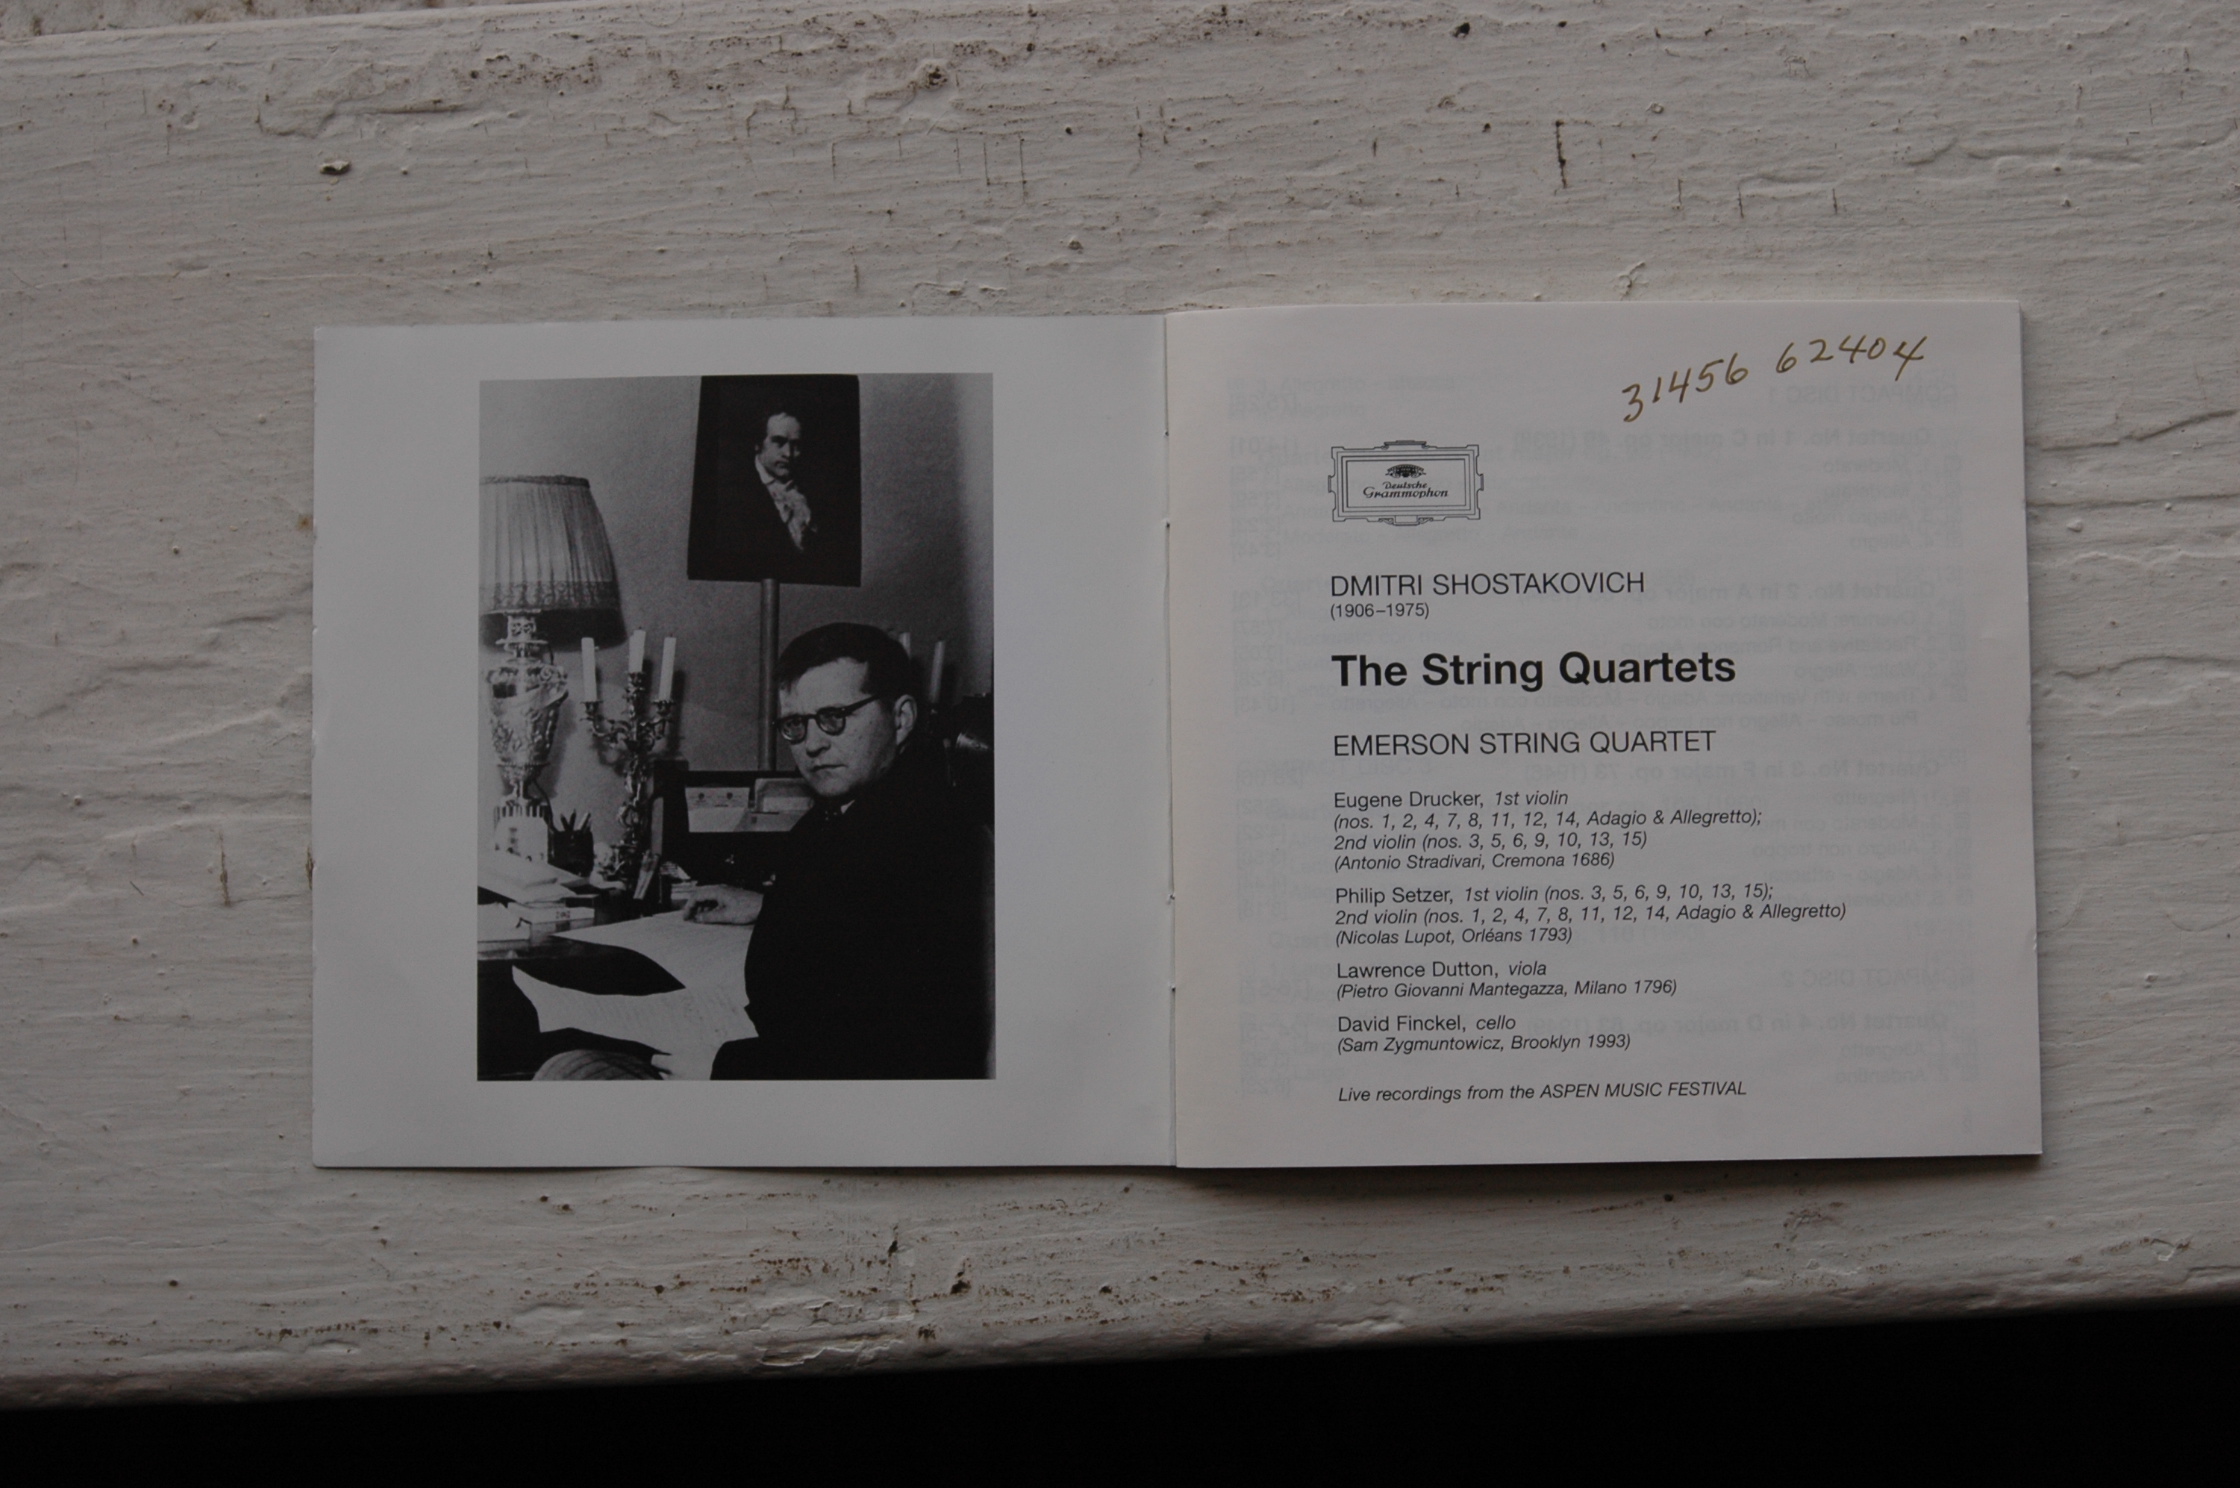 31456 62404
Deutsche
Grammophon
DMITRI SHOSTAKOVICH
(1906–1975)
The String Quartets
EMERSON STRING QUARTET
Eugene Drucker, 1st violin
(nos. 1, 2, 4, 7, 8, 11, 12, 14, Adagio & Allegretto);
2nd violin (nos. 3, 5, 6, 9, 10, 13, 15)
(Antonio Stradivari, Cremona 1686)
Philip Setzer, 1st violin (nos. 3, 5, 6, 9, 10, 13, 15);
2nd violin (nos. 1, 2, 4, 7, 8, 11, 12, 14, Adagio & Allegretto)
(Nicolas Lupot, Orléans 1793)
Lawrence Dutton, viola
(Pietro Giovanni Mantegazza, Milano 1796)
David Finckel, cello
(Sam Zygmuntowicz, Brooklyn 1993)
Live recordings from the ASPEN MUSIC FESTIVAL